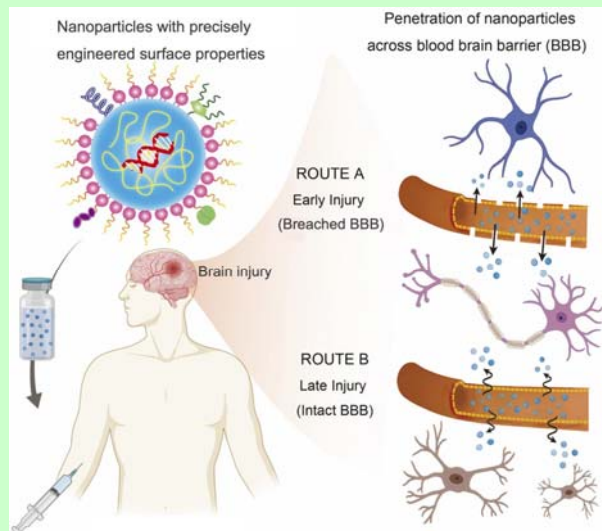 Nanoparticles with precisely
engineered surface properties
Brain injury
Penetration of nanoparticles
across blood brain barrier (BBB)
ROUTE A
Early Injury
(Breached BBB)
ROUTE B
Late Injury
(Intact BBB)